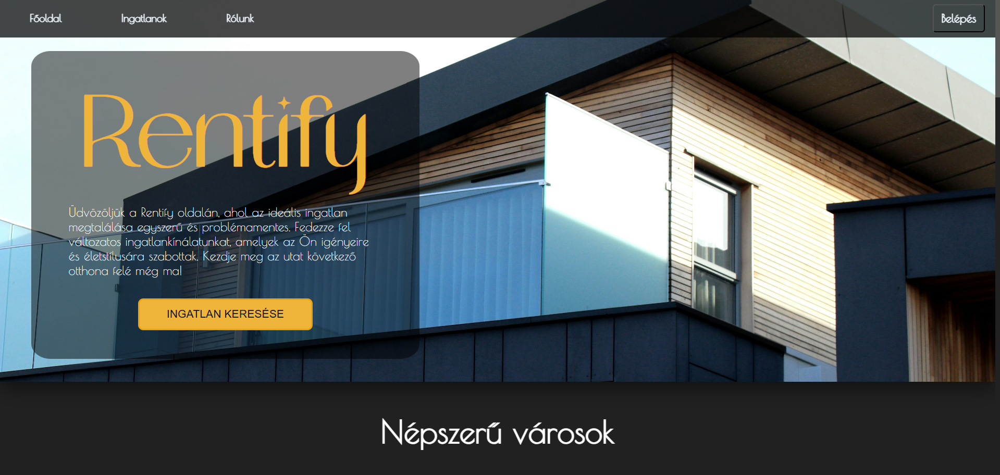 Főoldal
Ingatlanok
Rólunk
Belépés
Rentify
Üdvözöljük a Rentify oldalán, ahol az ideális ingatlan
megtalálása egyszerű és problémamentes. Fedezze fel
változatos ingatlankínálatunkat, amelyek az Ön igényeire
és életstílusára szabottak. Kezdje meg az utat következő
otthona felé még ma!
INGATLAN KERESÉSE
Népszerű városok